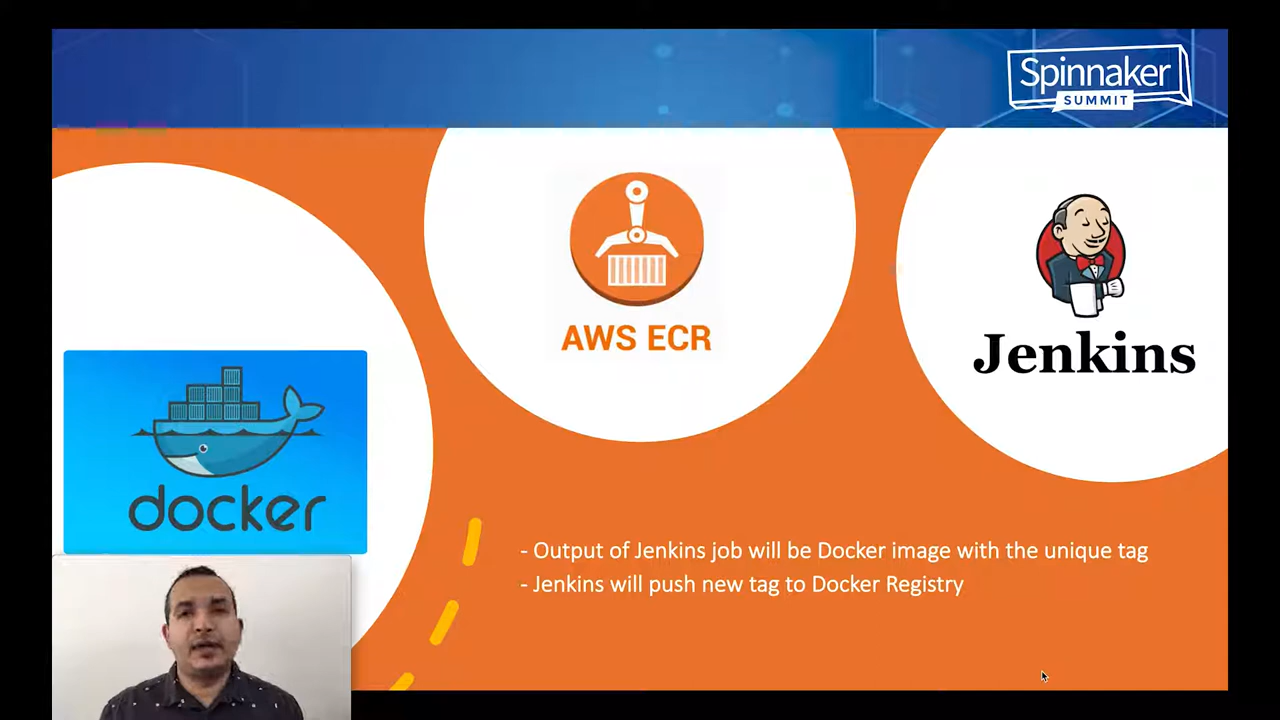 Spinnaker
SUMMIT
AWS ECR
Jenkins
docker
- Output of Jenkins job will be Docker image with the unique tag
- Jenkins will push new tag to Docker Registry